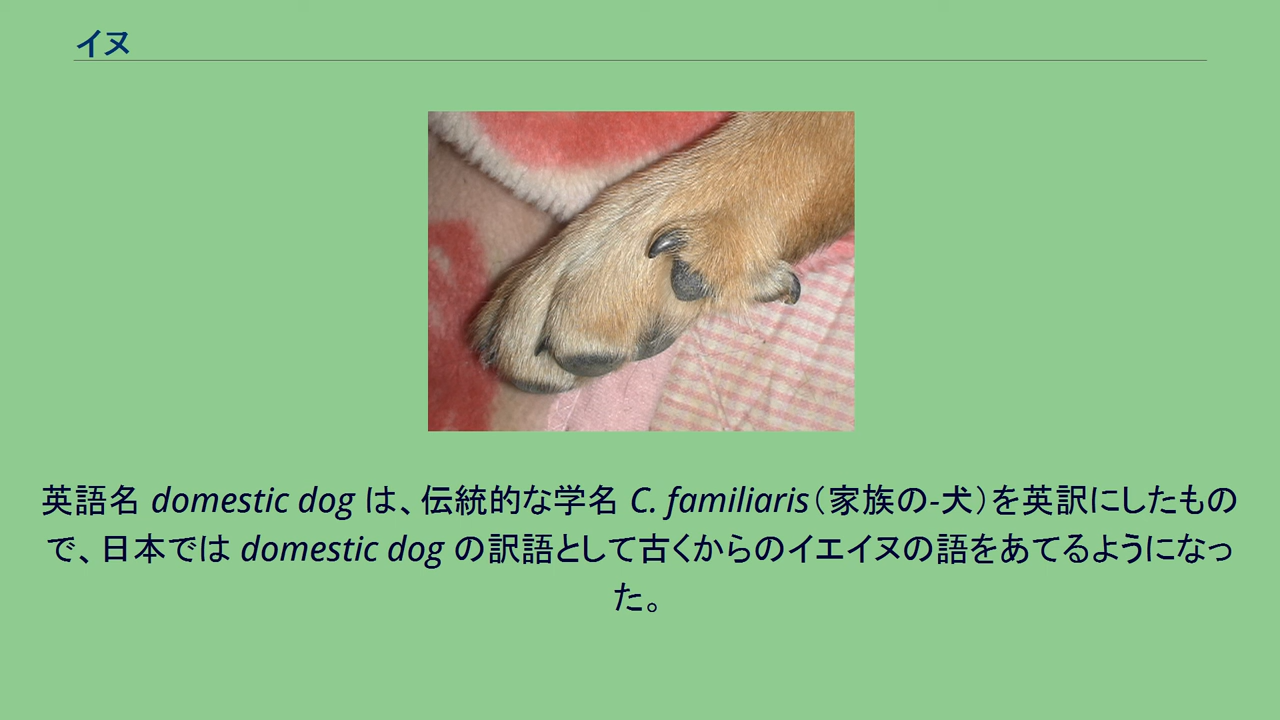 イヌ
英語名 domestic dog は、伝統的な学名 C. familiaris（家族の-犬）を英訳にしたもの
で、日本では domestic dog の訳語として古くからのイエイヌの語をあてるようになっ
た。